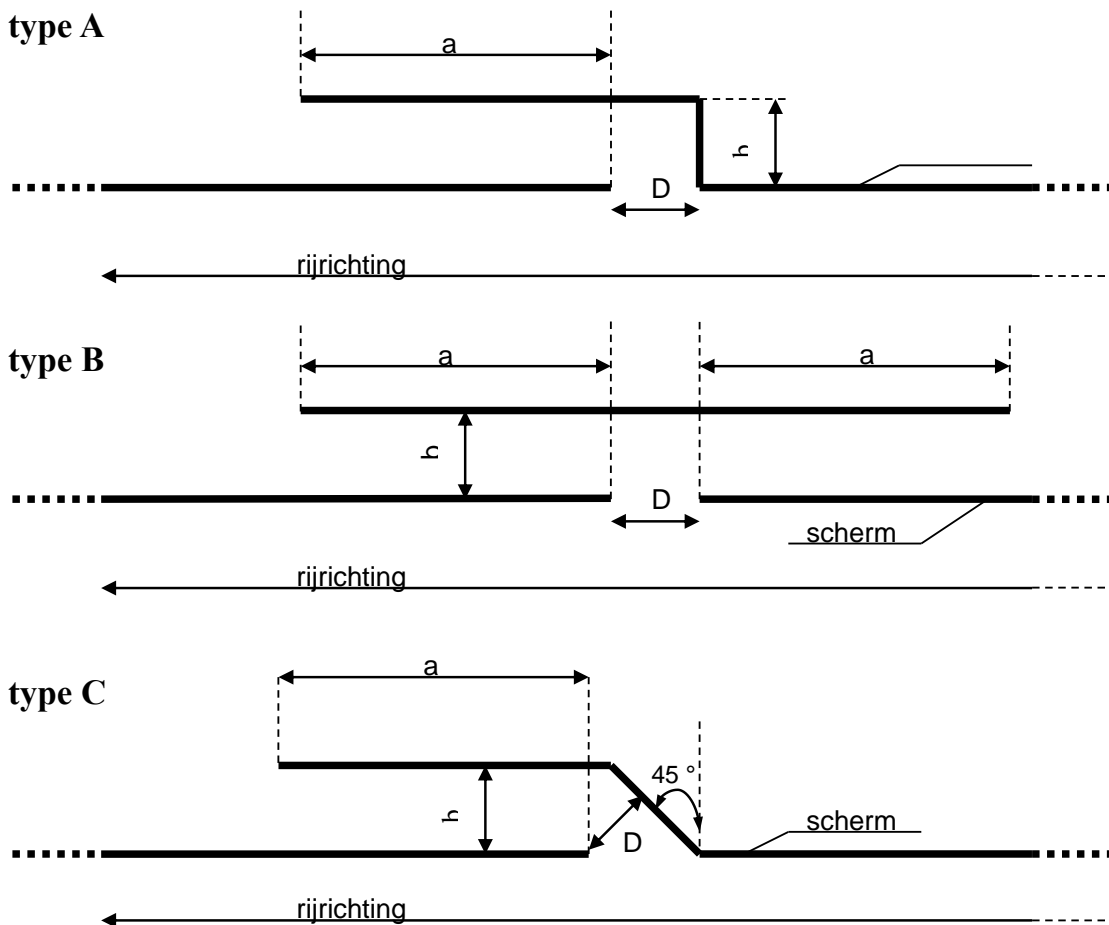 type A
a
D
rijrichting
type B
a
a
D
scherm
rijrichting
type C
a
45 °
D
scherm
rijrichting